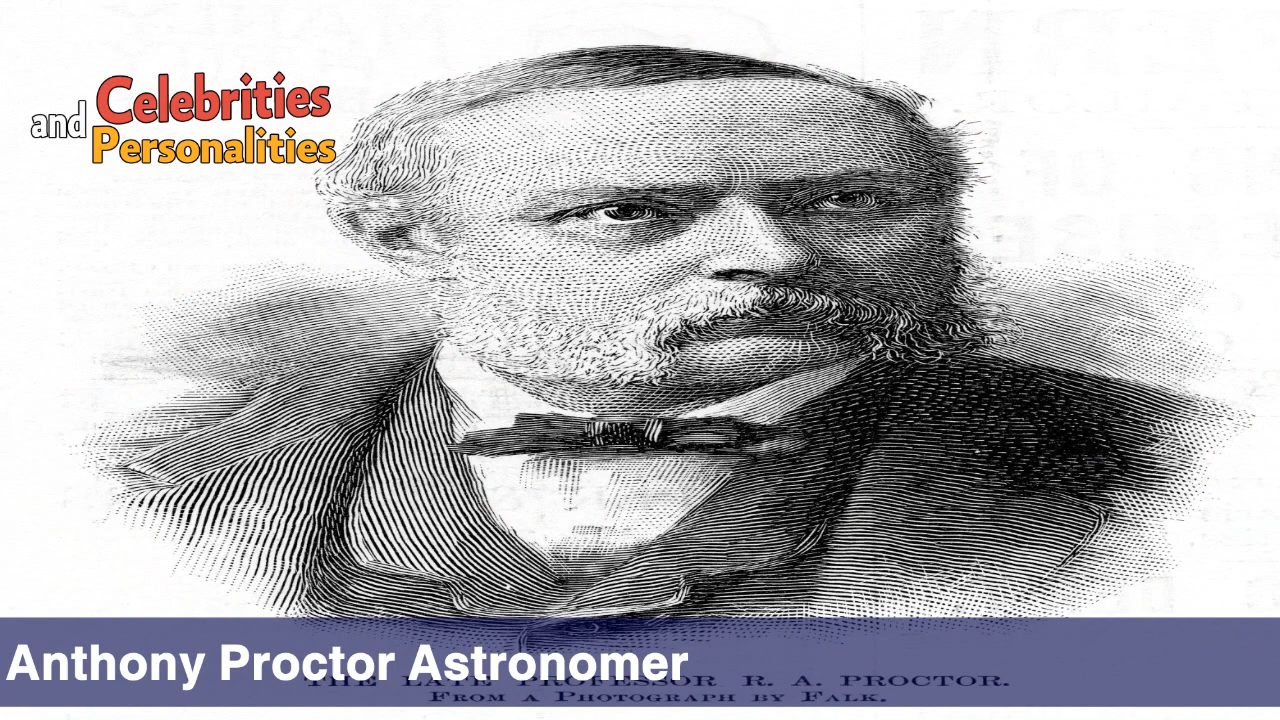 Celebrities
and
Personalities
Anthony Proctor Astronomer
THE LATE PROFESSOR R. A. PROCTOR.
FROM A PHOTOGRAPH BY FALK.